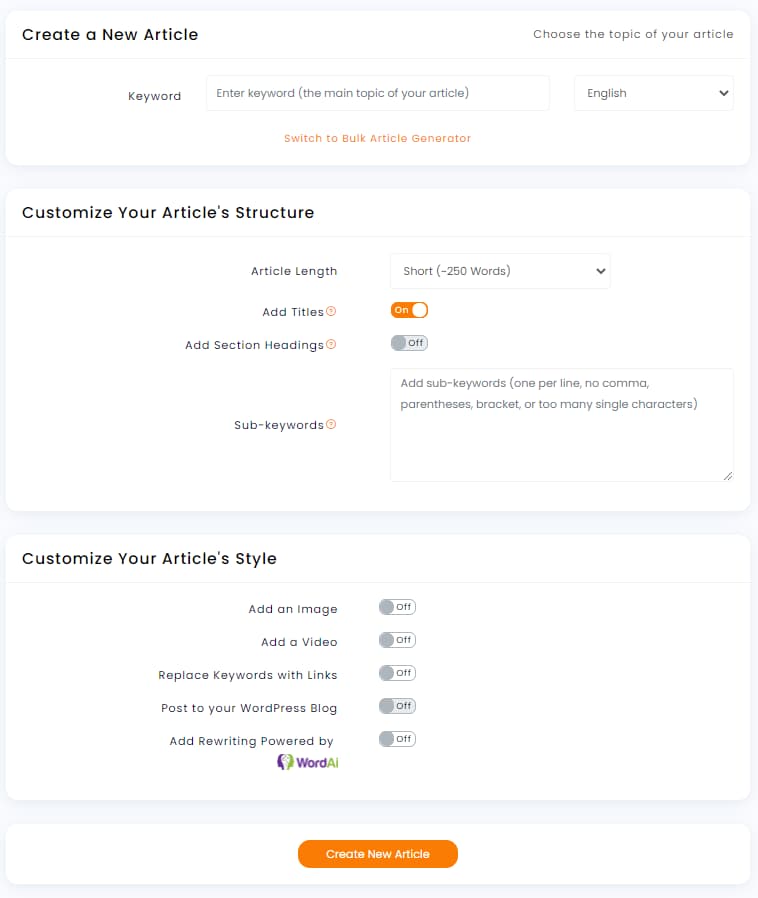 Create a New Article
Choose the topic of your article
Keyword
Enter keyword (the main topic of your article)
English
Switch to Bulk Article Generator
Customize Your Article's Structure
Article Length
Short (~250 Words)
Add Titles?
On
Add Section Headings?
Off
Sub-keywords?
Add sub-keywords (one per line, no comma,
parentheses, bracket, or too many single characters)
Customize Your Article's Style
Add an Image
Off
Add a Video
Off
Replace Keywords with Links
Off
Post to your WordPress Blog
Off
Add Rewriting Powered by
Off
WordAi
Create New Article